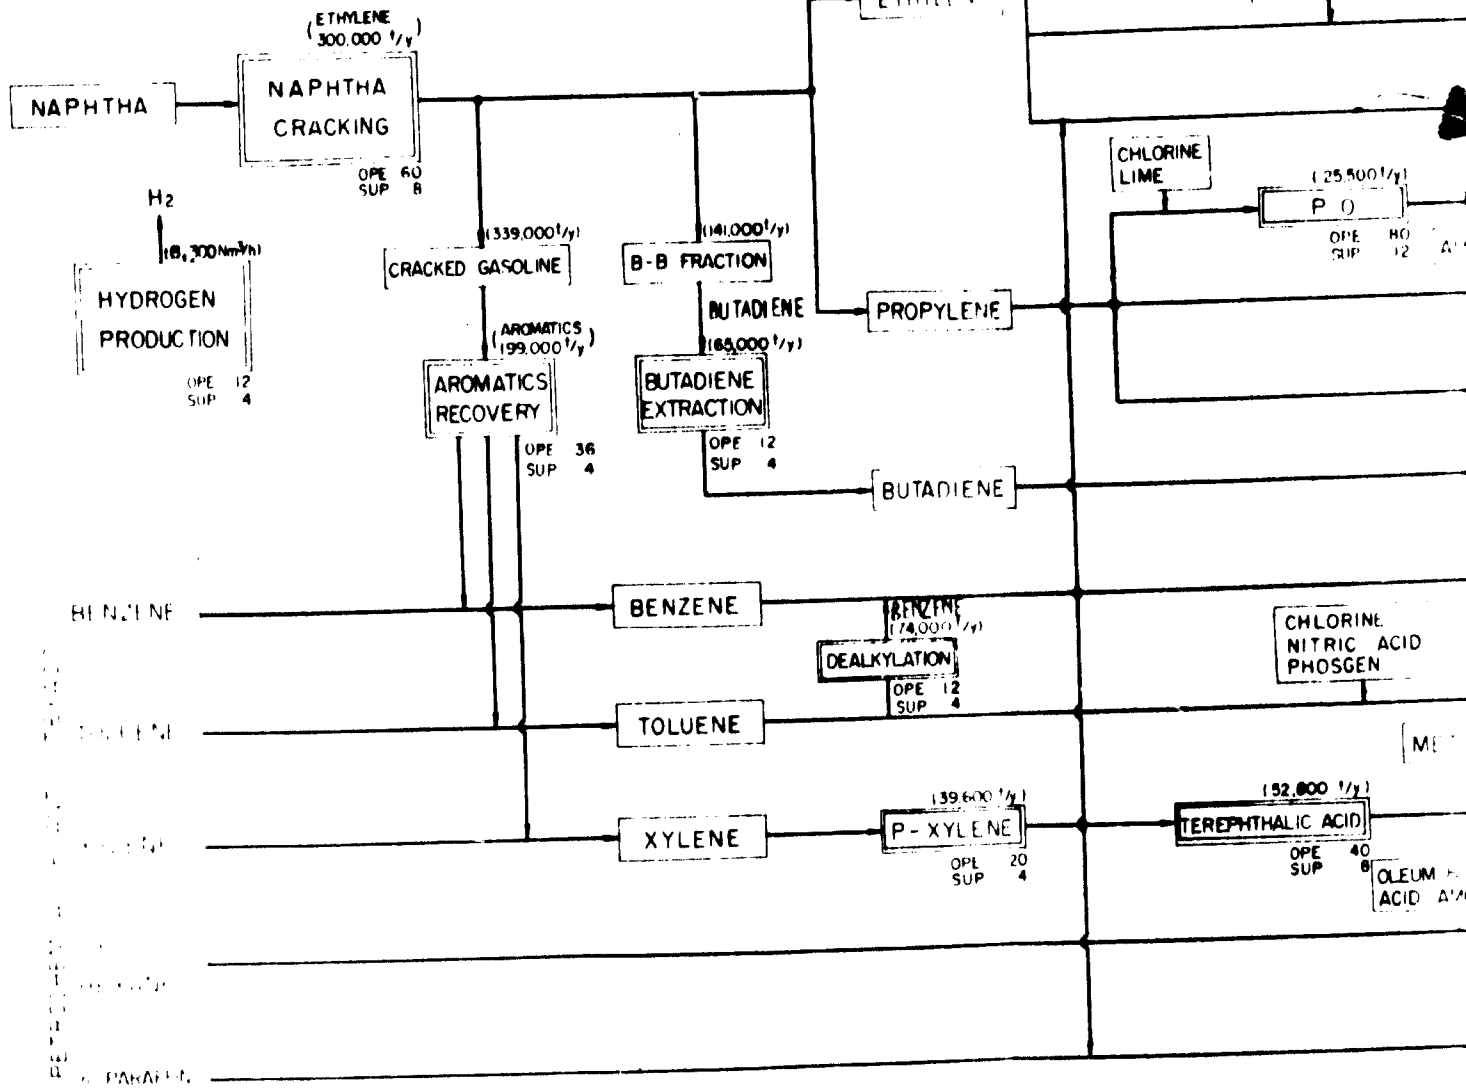 (ETHYLENE
300,000 t/y)
NAPHTHA
NAPHTHA
CRACKING
OPE 60
SUP 8
CHLORINE
LIME
(25,500 t/y)
P O
OPE 80
SUP 12
H2
HYDROGEN
PRODUCTION
OPE 12
SUP 4
(339,000 t/y)
CRACKED GASOLINE
(141,000 t/y)
B-B FRACTION
BUTADIENE
(65,000 t/y)
PROPYLENE
(AROMATICS
199,000 t/y)
AROMATICS
RECOVERY
OPE 36
SUP 4
BUTADIENE
EXTRACTION
OPE 12
SUP 4
BUTADIENE
BENZENE
BENZENE
BENZENE
(74,000 t/y)
DEALKYLATION
OPE 12
SUP 4
CHLORINE
NITRIC ACID
PHOSGEN
TOLUENE
XYLENE
(39,600 t/y)
P-XYLENE
OPE 20
SUP 4
(52,800 t/y)
TEREPHTHALIC ACID
OPE 40
SUP 8
OLEUM
ACID